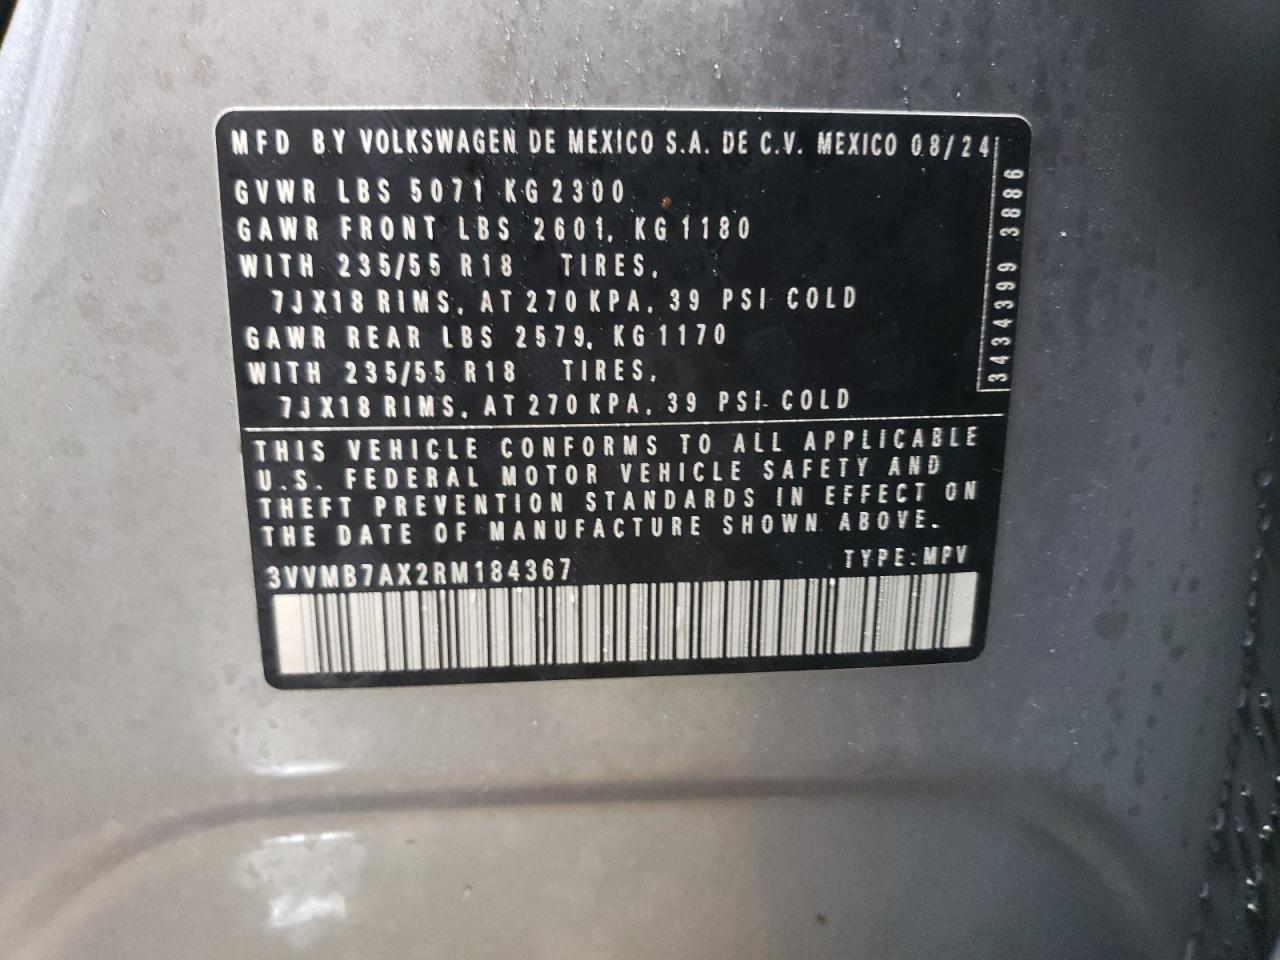 MFD BY VOLKSWAGEN DE MEXICO S.A. DE C.V. MEXICO 08/24
GVWR LBS 5071 KG 2300
GAWR FRONT LBS 2601, KG 1180
WITH 235/55 R18 TIRES,
7JX18 RIMS, AT 270 KPA, 39 PSI COLD
GAWR REAR LBS 2579, KG 1170
WITH 235/55 R18 TIRES,
7JX18 RIMS, AT 270 KPA, 39 PSI COLD
3434399 3886
THIS VEHICLE CONFORMS TO ALL APPLICABLE
U.S. FEDERAL MOTOR VEHICLE SAFETY AND
THEFT PREVENTION STANDARDS IN EFFECT ON
THE DATE OF MANUFACTURE SHOWN ABOVE.
3VVMB7AX2RM184367 TYPE: MPV